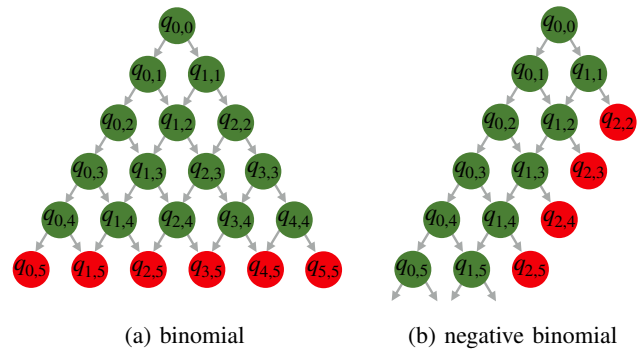 q0,0 q0,0
q0,1 q1,1 q0,1 q1,1
q0,2 q1,2 q2,2 q0,2 q1,2 q2,2
q0,3 q1,3 q2,3 q3,3 q0,3 q1,3 q2,3
q0,4 q1,4 q2,4 q3,4 q4,4 q0,4 q1,4 q2,4
q0,5 q1,5 q2,5 q3,5 q4,5 q5,5 q0,5 q1,5 q2,5
(a) binomial (b) negative binomial